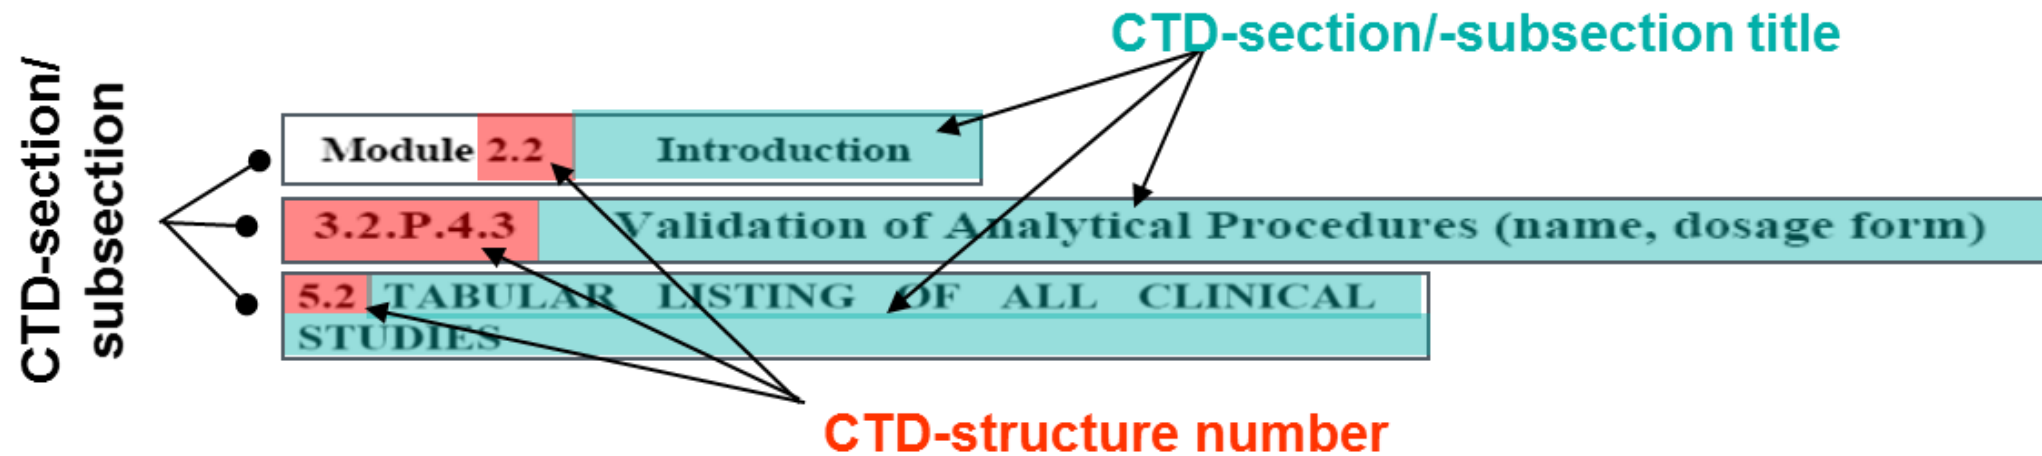 CTD-section/-subsection title
CTD-section/
subsection
Module 2.2 Introduction
3.2.P.4.3 Validation of Analytical Procedures (name, dosage form)
5.2 TABULAR LISTING OF ALL CLINICAL
STUDIES
CTD-structure number